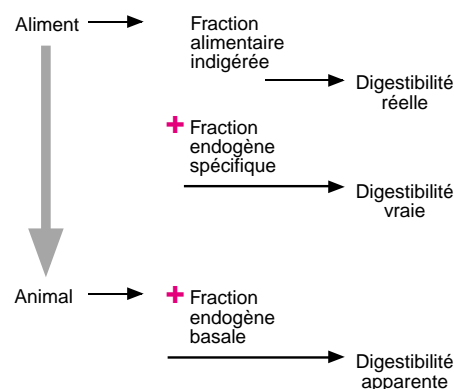 Aliment
Fraction
alimentaire
indigérée
Digestibilité
réelle
+ Fraction
endogène
spécifique
Digestibilité
vraie
Animal
+ Fraction
endogène
basale
Digestibilité
apparente